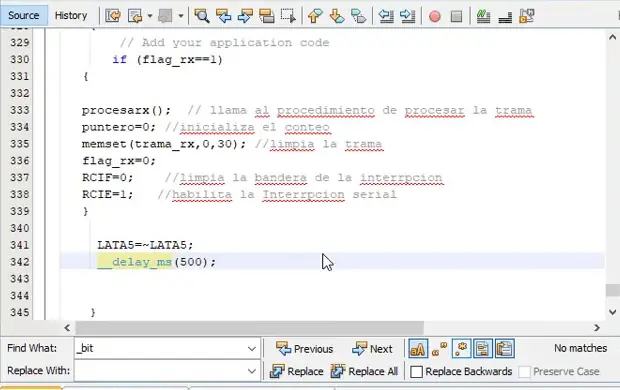 Source History
329 // Add your application code
330 if (flag_rx==1)
331 {
332
333 procesarx(); // llama al procedimiento de procesar la trama
334 puntero=0; //inicializa el conteo
335 memset(trama_rx,0,30); //limpia la trama
336 flag_rx=0;
337 RCIF=0; //limpia la bandera de la interrpcion
338 RCIE=1; //habilita la Interrpcion serial
339 }
340
341 LATA5=~LATA5;
342 __delay_ms(500);
343
344
345 }
Find What: _bit Previous Next aA No matches
Replace With: Replace Replace All Replace Backwards Preserve Case